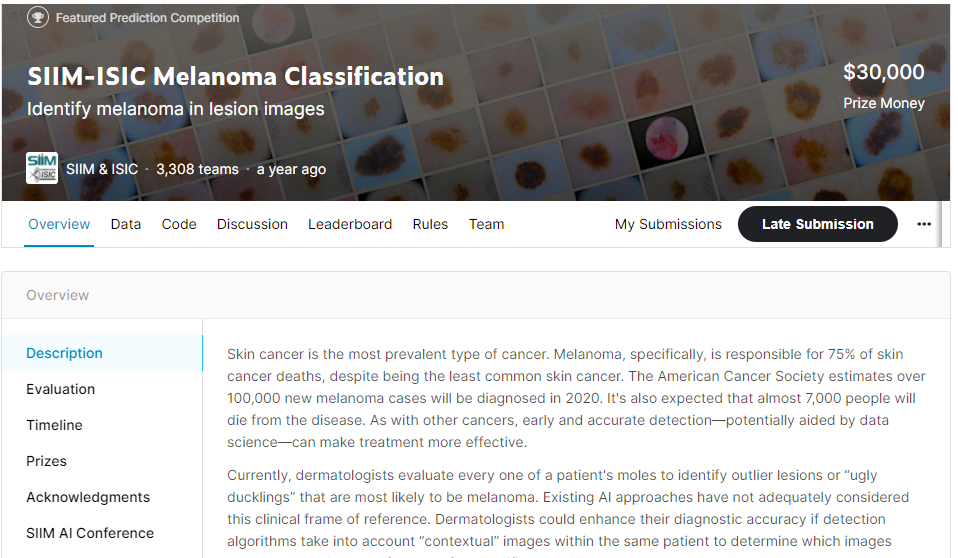 Featured Prediction Competition
SIIM-ISIC Melanoma Classification
Identify melanoma in lesion images
$30,000
Prize Money
SIIM
ISIC
SIIM & ISIC · 3,308 teams · a year ago
Overview Data Code Discussion Leaderboard Rules Team My Submissions Late Submission ...
Overview
Description
Evaluation
Timeline
Prizes
Acknowledgments
SIIM AI Conference
Skin cancer is the most prevalent type of cancer. Melanoma, specifically, is responsible for 75% of skin
cancer deaths, despite being the least common skin cancer. The American Cancer Society estimates over
100,000 new melanoma cases will be diagnosed in 2020. It's also expected that almost 7,000 people will
die from the disease. As with other cancers, early and accurate detection—potentially aided by data
science—can make treatment more effective.
Currently, dermatologists evaluate every one of a patient's moles to identify outlier lesions or “ugly
ducklings” that are most likely to be melanoma. Existing AI approaches have not adequately considered
this clinical frame of reference. Dermatologists could enhance their diagnostic accuracy if detection
algorithms take into account “contextual” images within the same patient to determine which images